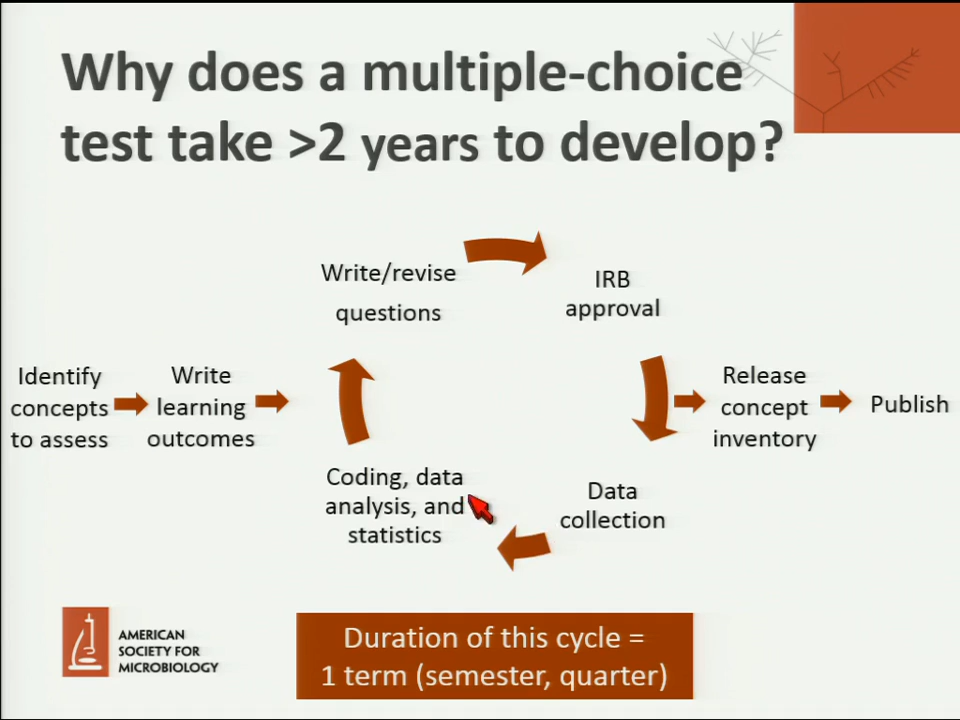 Why does a multiple-choice
test take >2 years to develop?
Write/revise
questions
IRB
approval
Identify
concepts
to assess
Write
learning
outcomes
Release
concept
inventory
Publish
Coding, data
analysis, and
statistics
Data
collection
AMERICAN
SOCIETY FOR
MICROBIOLOGY
Duration of this cycle =
1 term (semester, quarter)